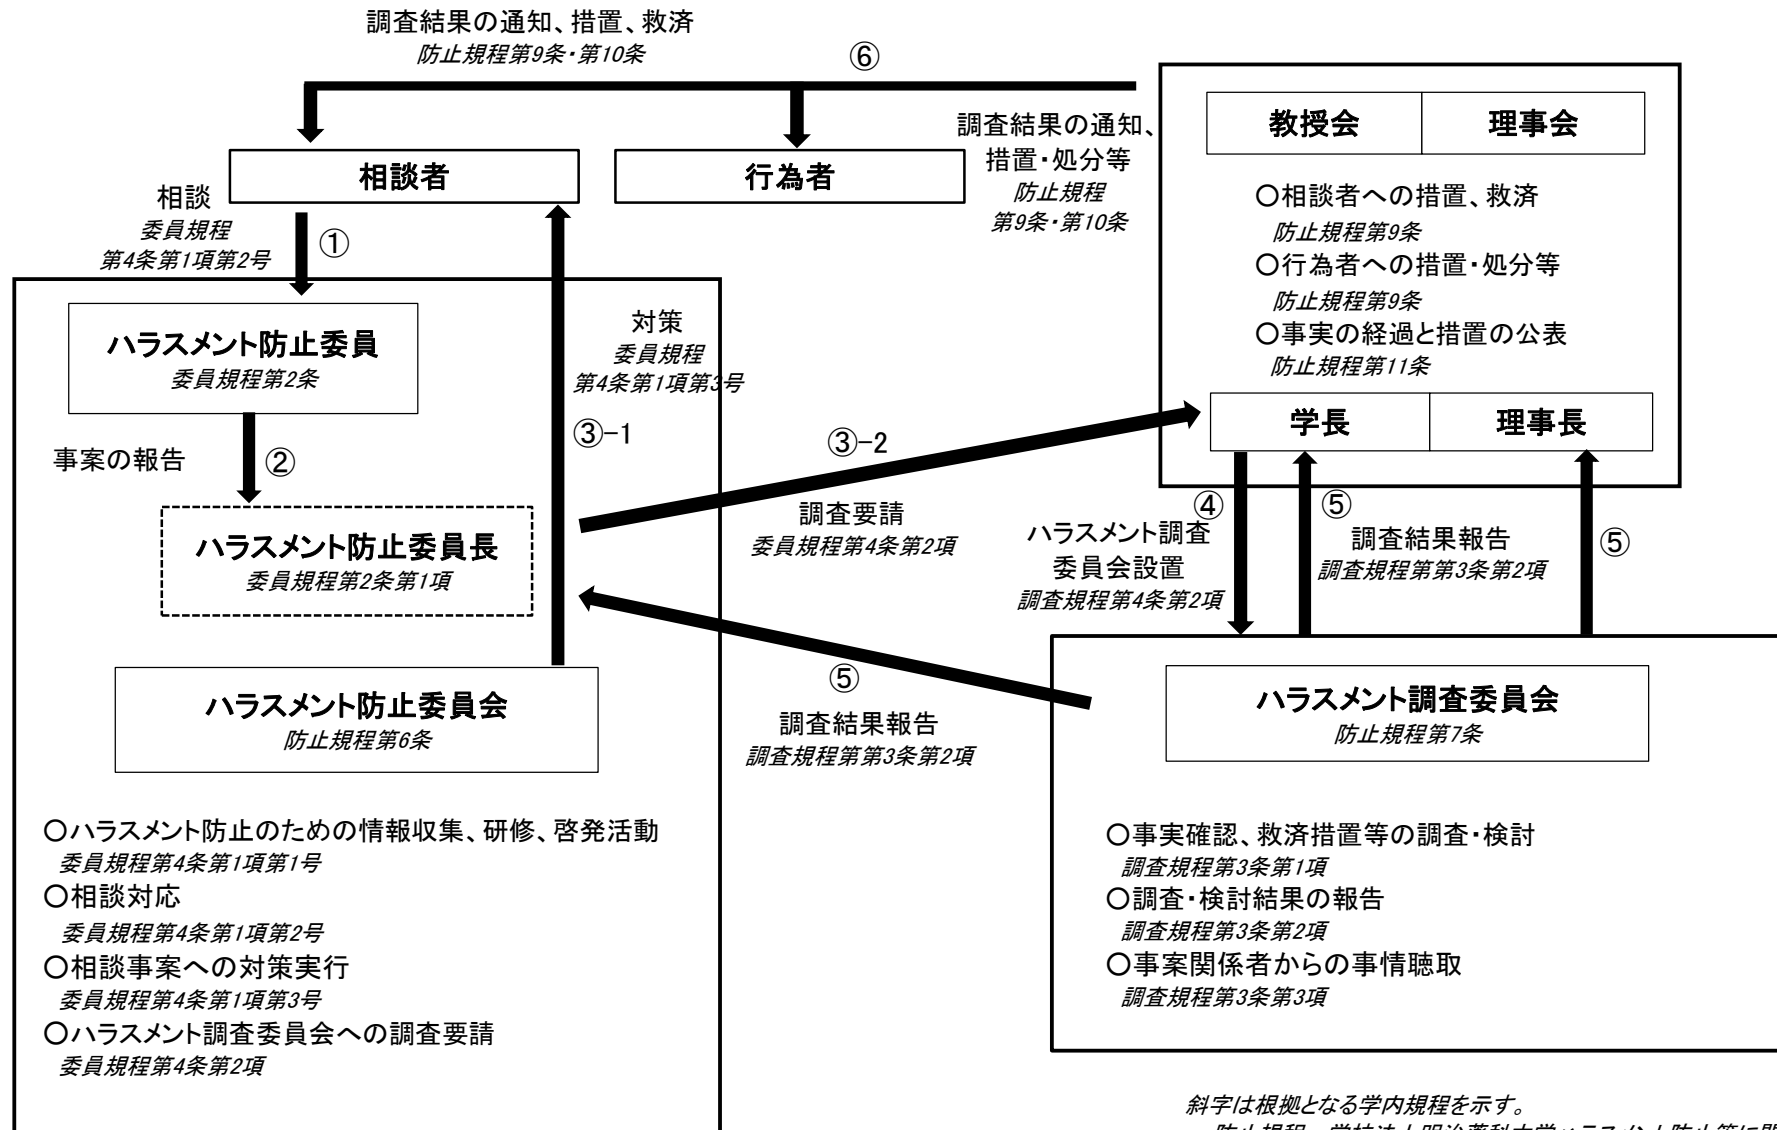 調査結果の通知、措置、救済
防止規程第9条・第10条
⑥
教授会
理事会
調査結果の通知、
措置・処分等
防止規程
第9条・第10条
相談者
行為者
〇相談者への措置、救済
防止規程第9条
〇行為者への措置・処分等
防止規程第9条
〇事実の経過と措置の公表
防止規程第11条
学長
理事長
相談
委員規程
第4条第1項第2号
①
ハラスメント防止委員
委員規程第2条
対策
委員規程
第4条第1項第3号
③-1
③-2
事案の報告
②
調査要請
委員規程第4条第2項
④
ハラスメント調査
委員会設置
調査規程第4条第2項
⑤
調査結果報告
調査規程第第3条第2項
⑤
ハラスメント防止委員長
委員規程第2条第1項
ハラスメント防止委員会
防止規程第6条
⑤
調査結果報告
調査規程第第3条第2項
ハラスメント調査委員会
防止規程第7条
〇ハラスメント防止のための情報収集、研修、啓発活動
委員規程第4条第1項第1号
〇相談対応
委員規程第4条第1項第2号
〇相談事案への対策実行
委員規程第4条第1項第3号
〇ハラスメント調査委員会への調査要請
委員規程第4条第2項
〇事実確認、救済措置等の調査・検討
調査規程第3条第1項
〇調査・検討結果の報告
調査規程第3条第2項
〇事案関係者からの事情聴取
調査規程第3条第3項
斜字は根拠となる学内規程を示す。